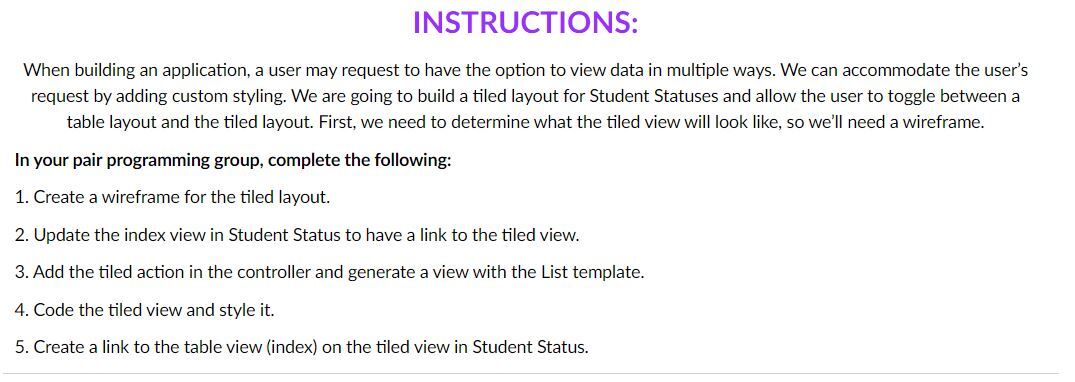 INSTRUCTIONS:
When building an application, a user may request to have the option to view data in multiple ways. We can accommodate the user's
request by adding custom styling. We are going to build a tiled layout for Student Statuses and allow the user to toggle between a
table layout and the tiled layout. First, we need to determine what the tiled view will look like, so we'll need a wireframe.
In your pair programming group, complete the following:
1. Create a wireframe for the tiled layout.
2. Update the index view in Student Status to have a link to the tiled view.
3. Add the tiled action in the controller and generate a view with the List template.
4. Code the tiled view and style it.
5. Create a link to the table view (index) on the tiled view in Student Status.